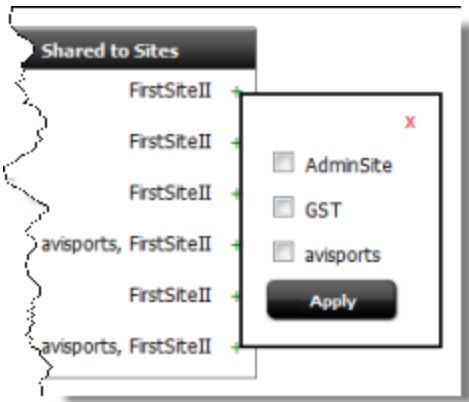 Shared to Sites
FirstSiteII +
FirstSiteII +
FirstSiteII +
avisports, FirstSiteII +
FirstSiteII +
avisports, FirstSiteII +
x
AdminSite
GST
avisports
Apply